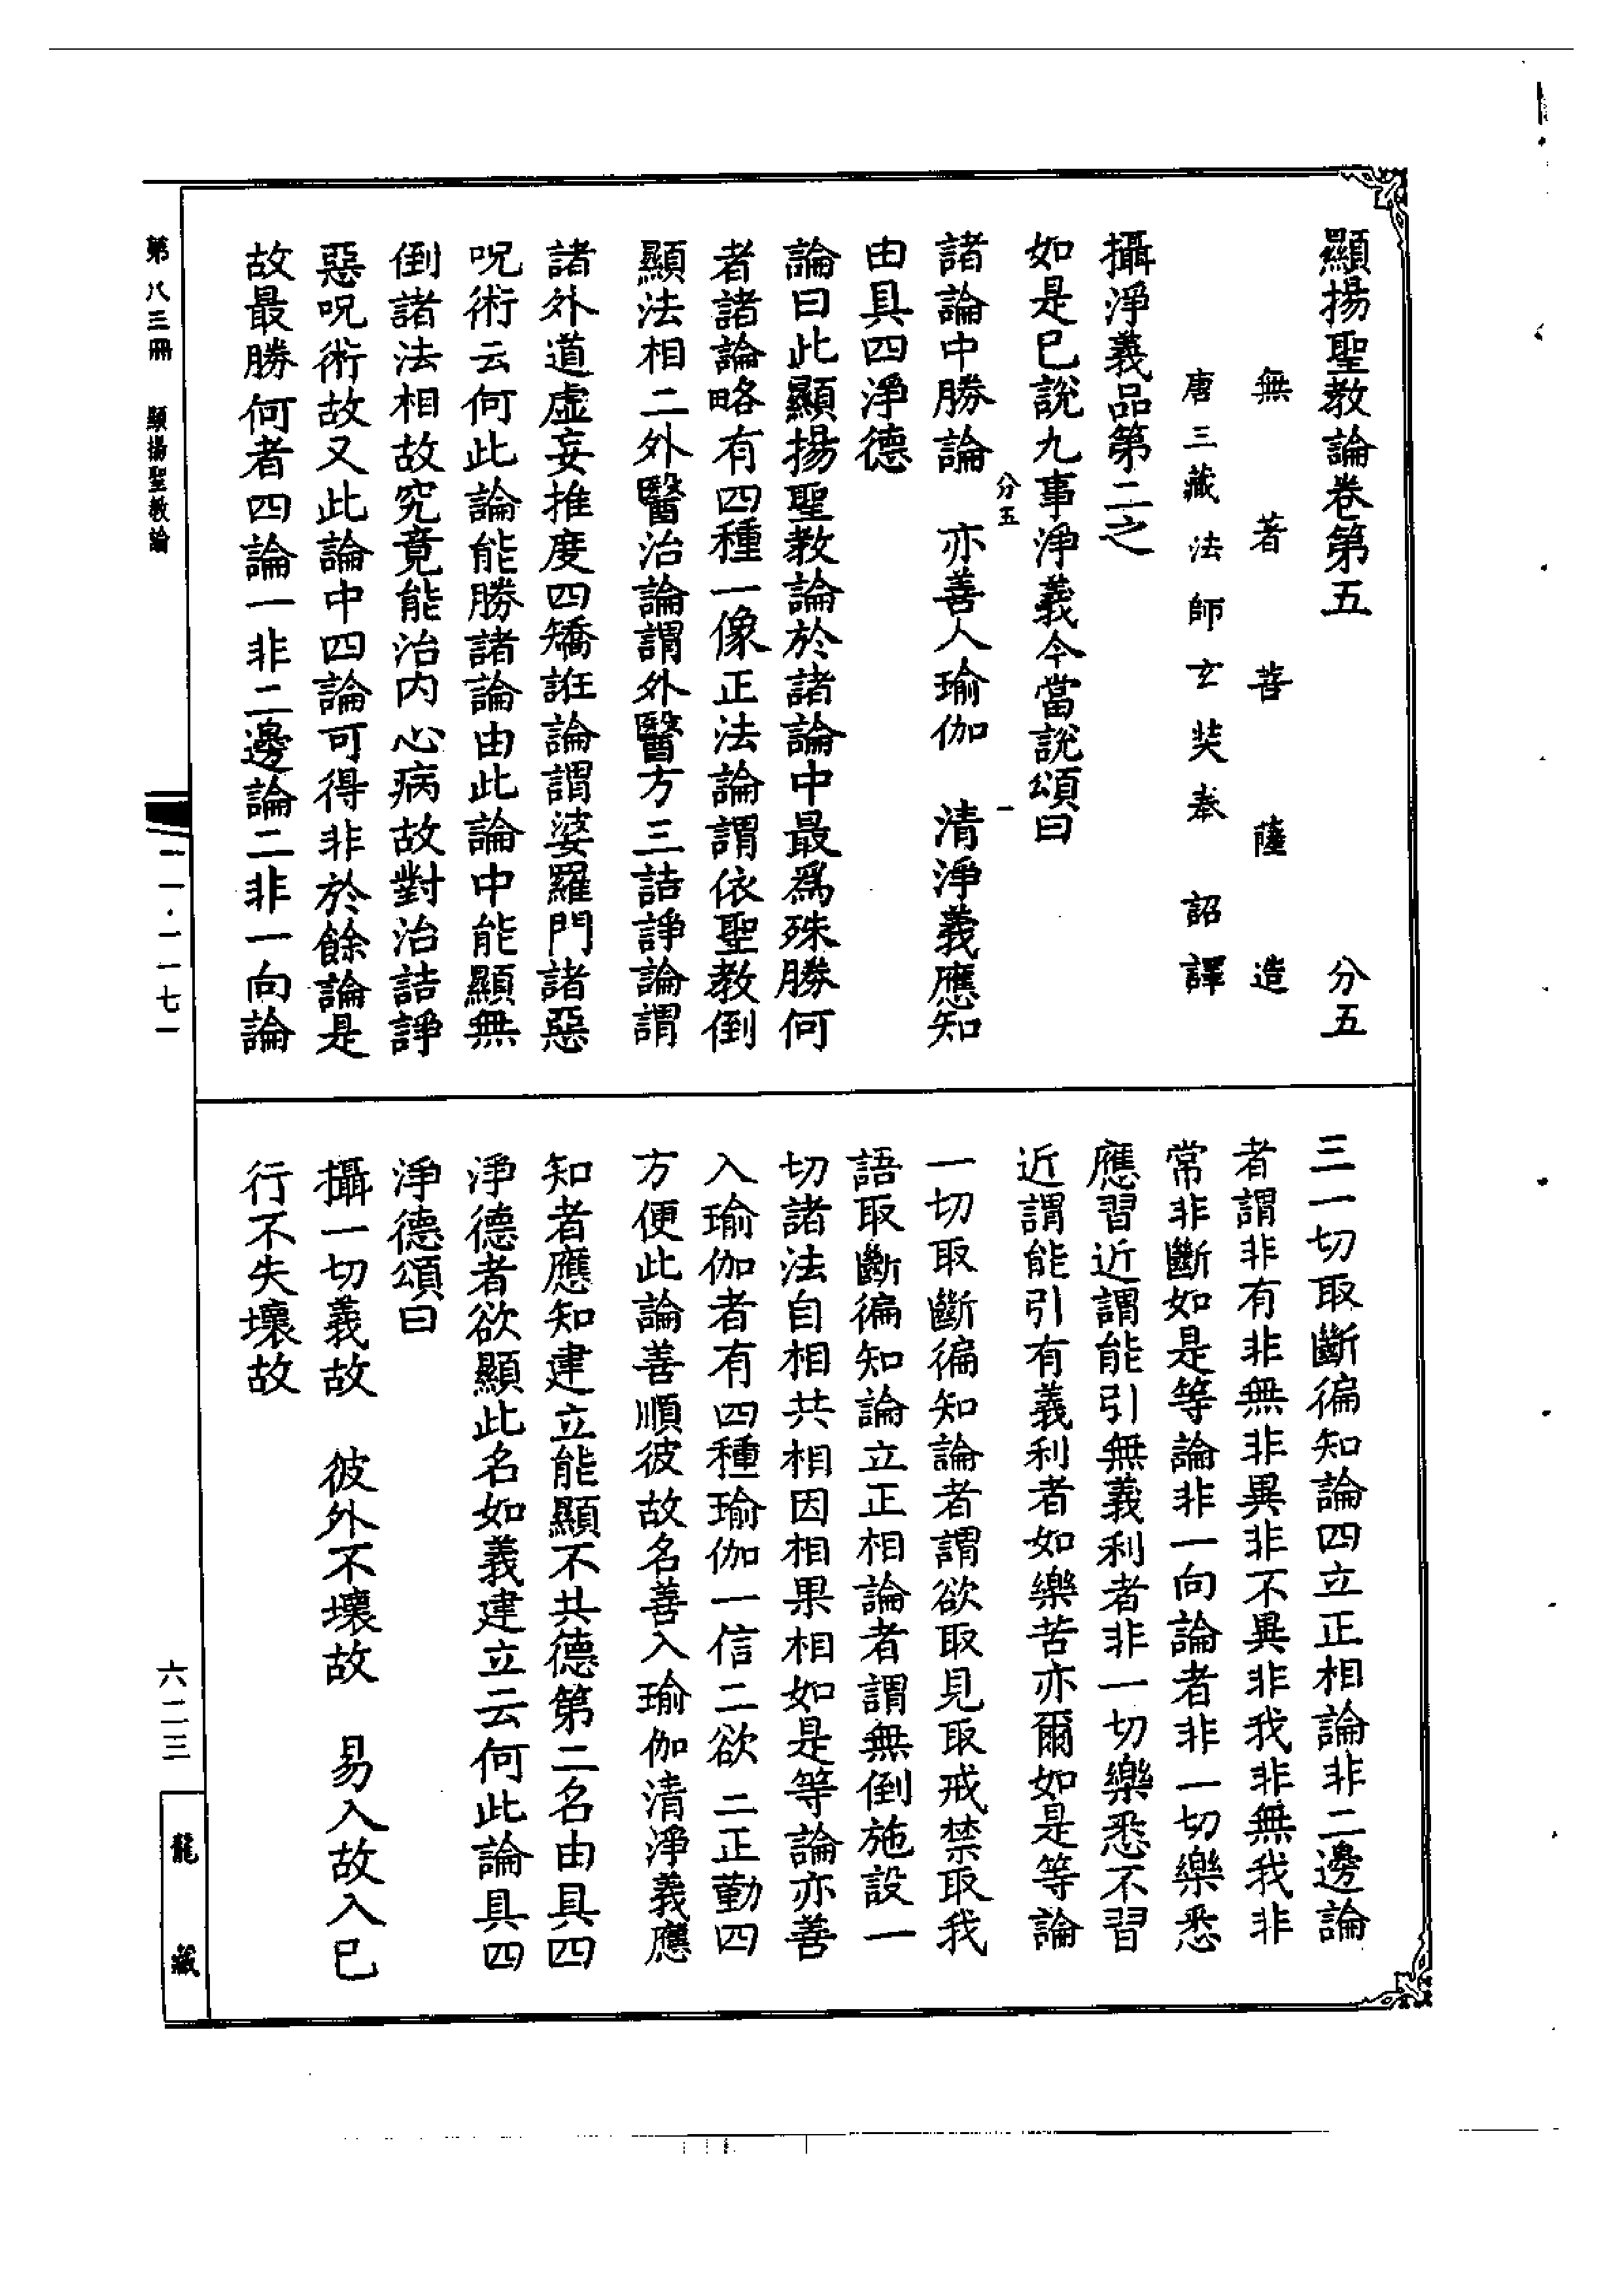 顯揚聖教論卷第五　分五
無著菩薩造
唐三藏法師玄奘奉　詔譯
攝淨義品第二之
如是已說九事淨義今當說頌曰
分五　一
諸論中勝論　亦善人瑜伽　清淨義應知
由具四淨德
論曰此顯揚聖教論於諸論中最爲殊勝何
者諸論略有四種一像正法論謂依聖教倒
顯法相二外醫治論謂外醫方三詰諍論謂
諸外道虛妄推度四矯誑論謂婆羅門諸惡
呪術云何此論能勝諸論由此論中能顯無
倒諸法相故究竟能治内心病故對治詰諍
惡呪術故又此論中四論可得非於餘論是
故最勝何者四論一非二邊論二非一向論
三一切取斷徧知論四立正相論非二邊論
者謂非有非無非異非不異非我非無我非
常非斷如是等論非一向論者非一切樂悉
應習近謂能引無義利者非一切樂悉不習
近謂能引有義利者如樂苦亦爾如是等論
一切取斷徧知論者謂欲取見取戒禁取我
語取斷徧知論立正相論者謂無倒施設一
切諸法自相共相因相果相如是等論亦善
入瑜伽者有四種瑜伽一信二欲三正勤四
方便此論善順彼故名善入瑜伽清淨義應
知者應知建立能顯不共德第二名由具四
淨德者欲顯此名如義建立云何此論具四
淨德頌曰
攝一切義故　彼外不壞故　易入故入已
行不失壞故
第八三冊　顯揚聖教論
一一·一一七一
六二三
龍藏